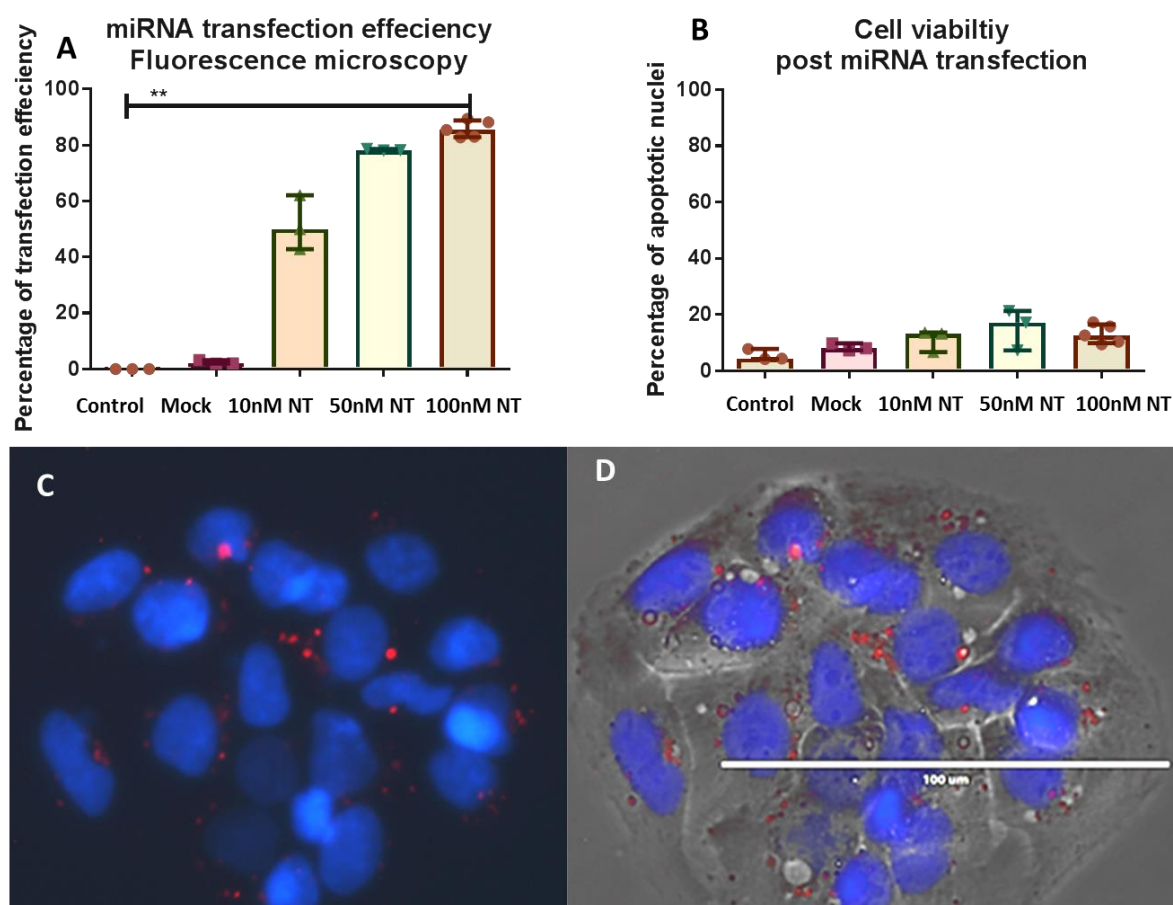 A
miRNA transfection effeciency
Fluorescence microscopy
Percentage of transfection effeciency
100
80
60
40
20
0
**
Control Mock 10nM NT 50nM NT 100nM NT
B
Cell viabiltiy
post miRNA transfection
Percentage of apoptotic nuclei
100
80
60
40
20
0
Control Mock 10nM NT 50nM NT 100nM NT
C
D
100 um